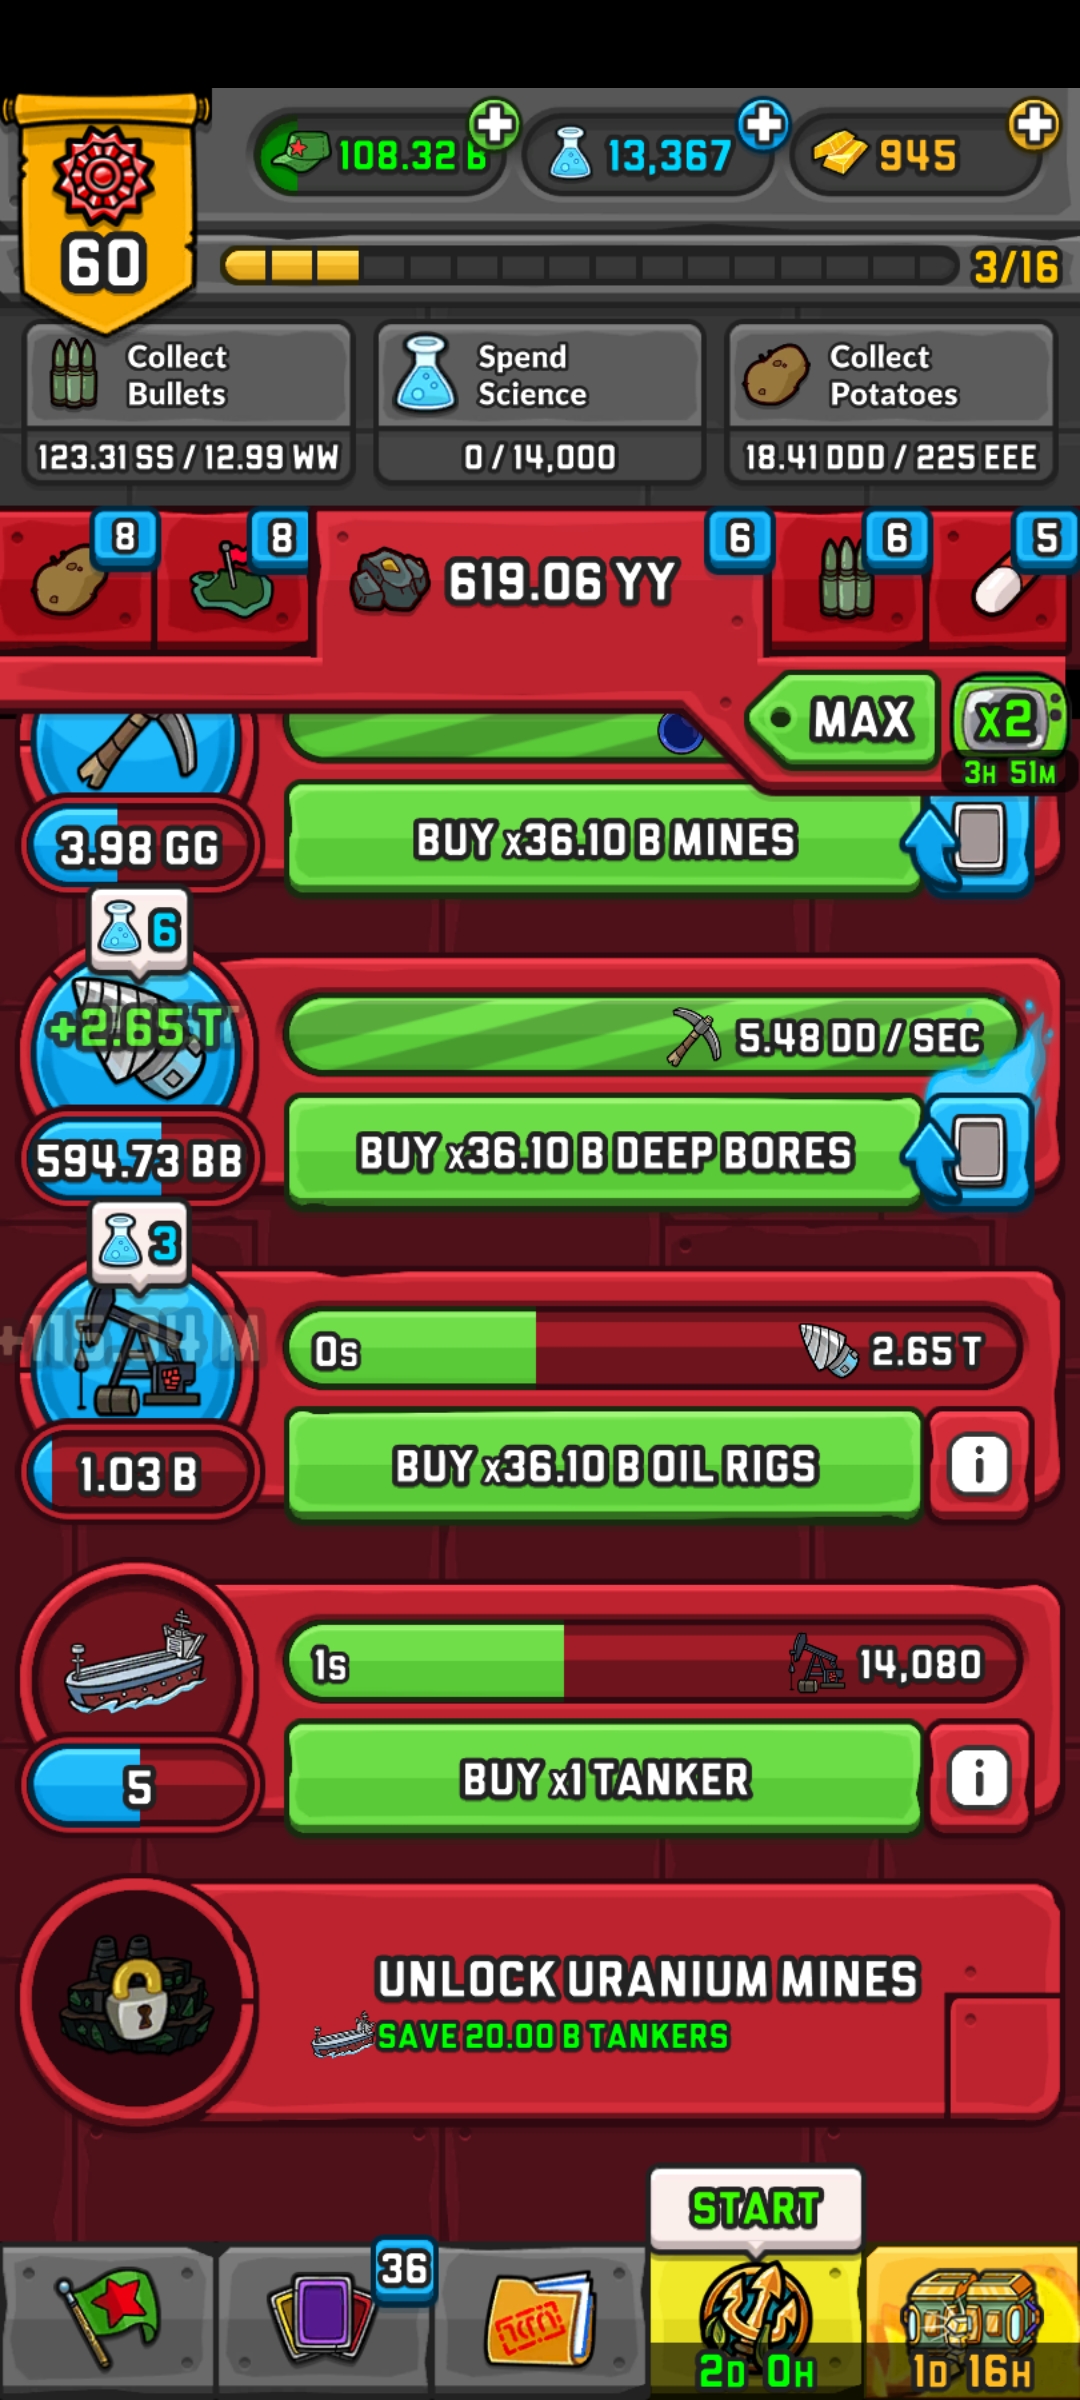 60
108.32 B
13,367
945
3/16
Collect
Bullets
123.31 SS / 12.99 WW
Spend
Science
0 / 14,000
Collect
Potatoes
18.41 DDD / 225 EEE
8
8
619.06 YY
6
6
5
MAX
x2
3H 51M
3.98 GG
BUY x36.10 B MINES
6
+2.65 T
5.48 DD / SEC
594.73 BB
BUY x36.10 B DEEP BORES
3
0s
2.65 T
1.03 B
BUY x36.10 B OIL RIGS
i
1s
14,080
5
BUY x1 TANKER
i
UNLOCK URANIUM MINES
SAVE 20.00 B TANKERS
START
36
2D 0H
1D 16H